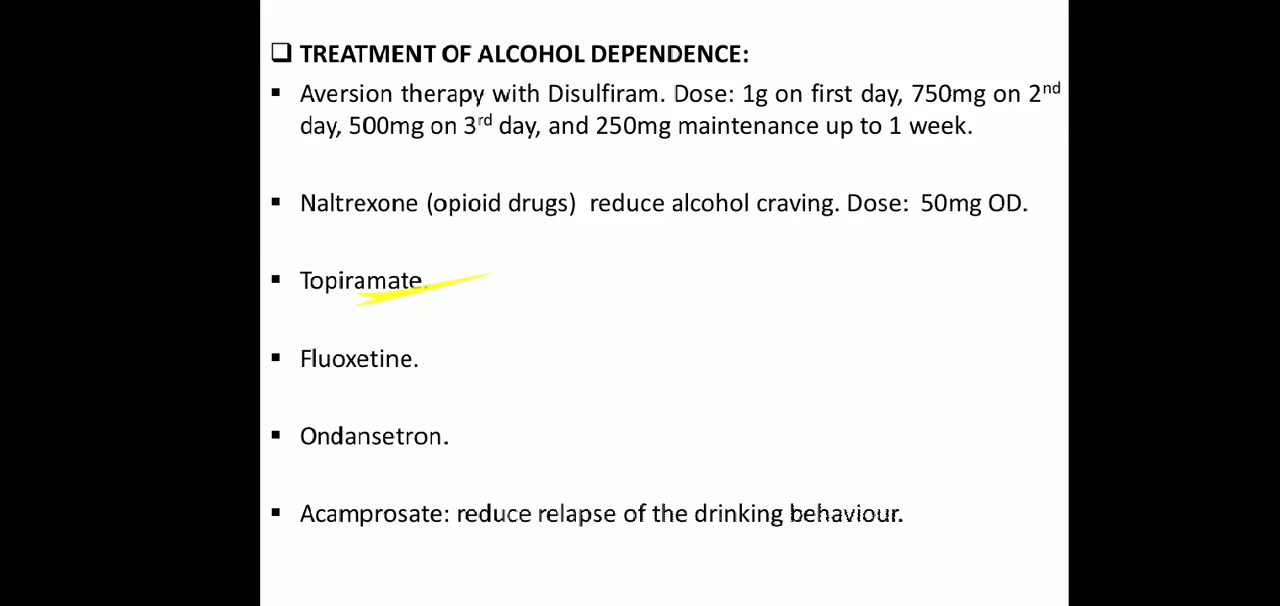 ❑ TREATMENT OF ALCOHOL DEPENDENCE:
▪ Aversion therapy with Disulfiram. Dose: 1g on first day, 750mg on 2nd
day, 500mg on 3rd day, and 250mg maintenance up to 1 week.
▪ Naltrexone (opioid drugs) reduce alcohol craving. Dose: 50mg OD.
▪ Topiramate.
▪ Fluoxetine.
▪ Ondansetron.
▪ Acamprosate: reduce relapse of the drinking behaviour.